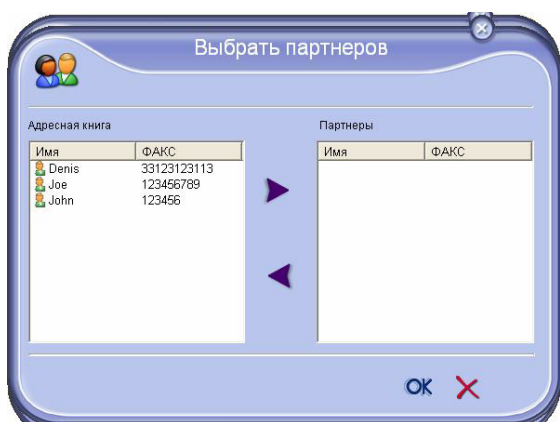 Выбрать партнеров
Адресная книга
Партнеры
Имя ФАКС
Имя ФАКС
Denis 33123123113
Joe 123456789
John 123456
OK